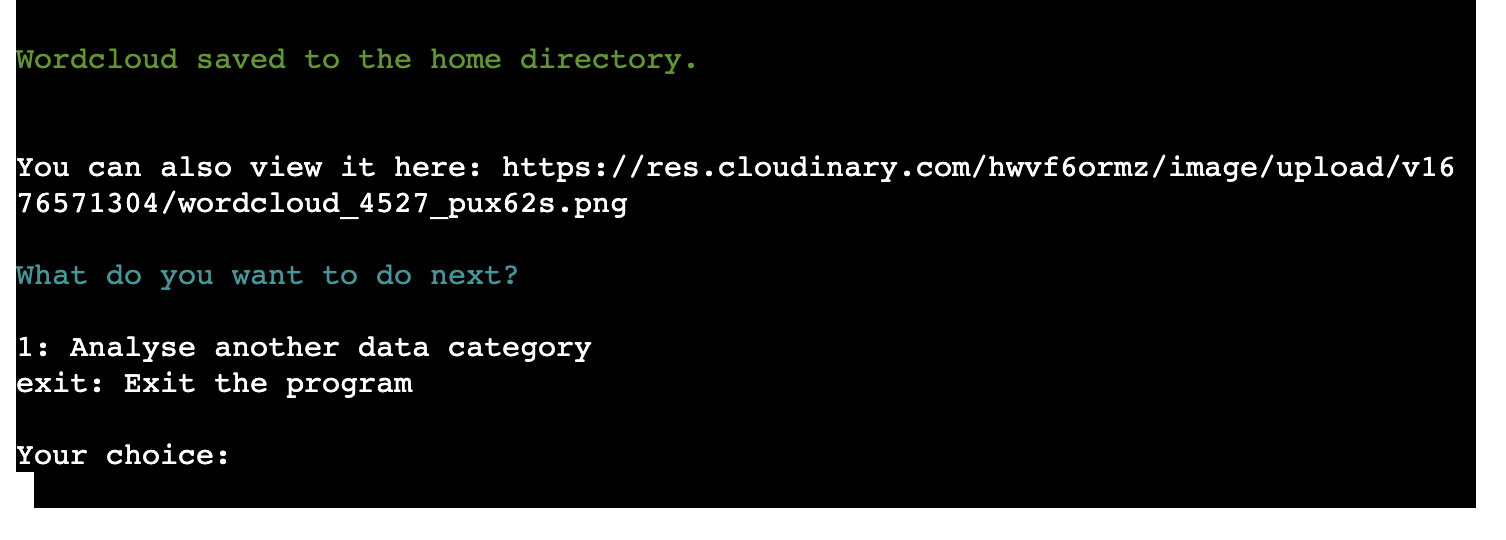 Wordcloud saved to the home directory.
You can also view it here: https://res.cloudinary.com/hwvf6ormz/image/upload/v16
76571304/wordcloud_4527_pux62s.png
What do you want to do next?
1: Analyse another data category
exit: Exit the program
Your choice: